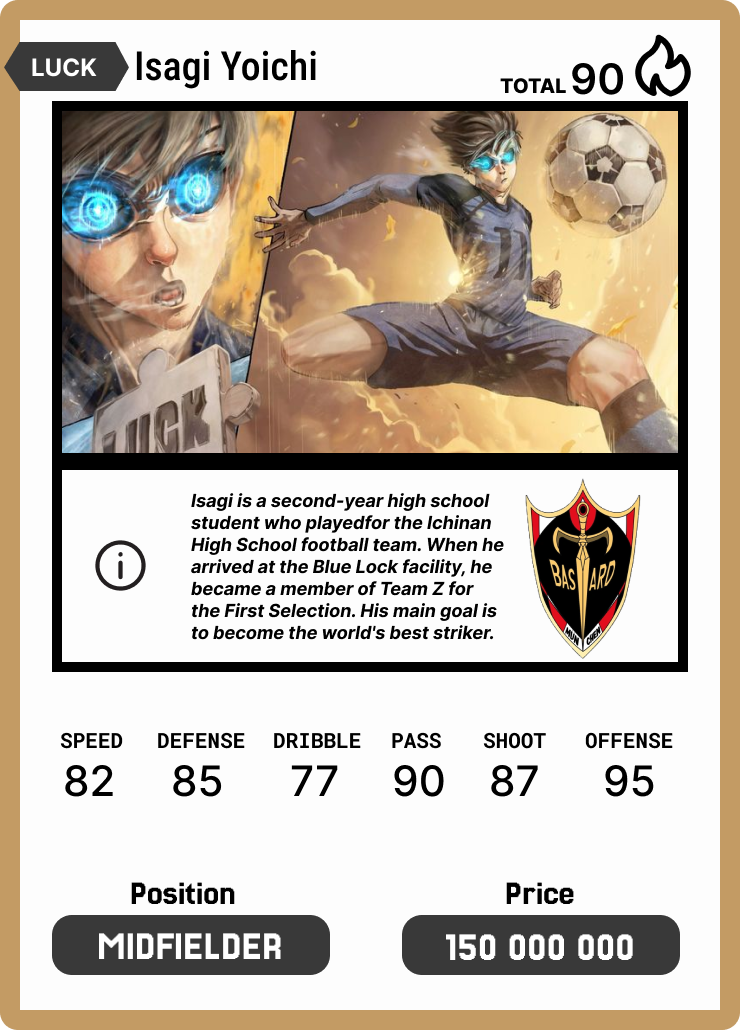 LUCK
Isagi Yoichi
TOTAL 90
LUCK
Isagi is a second-year high school
student who playedfor the Ichinan
High School football team. When he
arrived at the Blue Lock facility, he
became a member of Team Z for
the First Selection. His main goal is
to become the world's best striker.
BASTARD
MUN CHEN
SPEED DEFENSE DRIBBLE PASS SHOOT OFFENSE
82 85 77 90 87 95
Position Price
MIDFIELDER 150 000 000